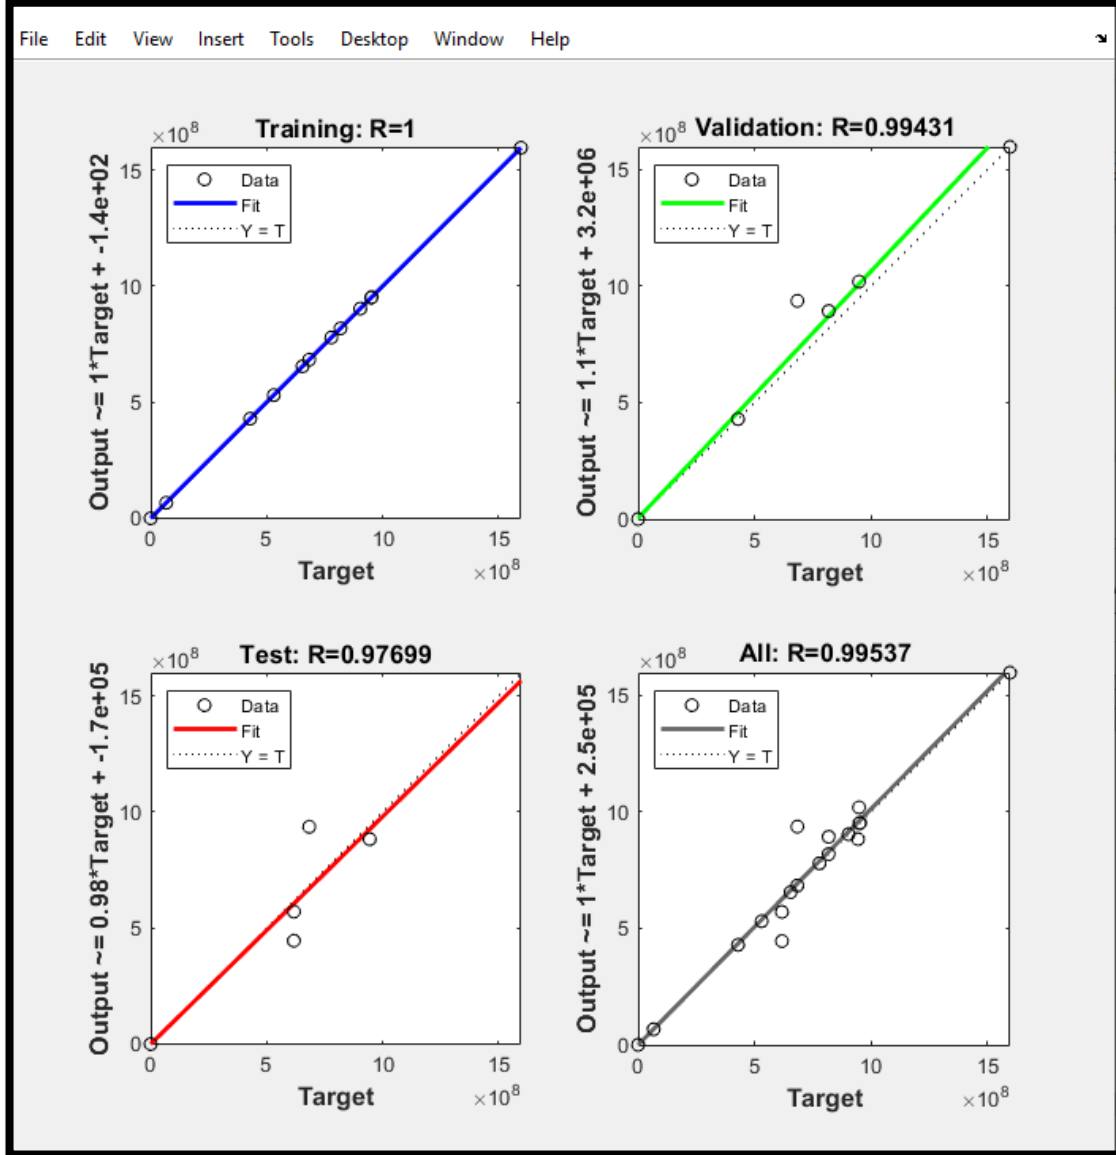 File Edit View Insert Tools Desktop Window Help
×10^8
Training: R=1
Output ~= 1*Target + -1.4e+02
Data
Fit
Y = T
15
10
5
0
0 5 10 15
Target
×10^8
×10^8
Validation: R=0.99431
Output ~= 1.1*Target + 3.2e+06
Data
Fit
Y = T
15
10
5
0
0 5 10 15
Target
×10^8
×10^8
Test: R=0.97699
Output ~= 0.98*Target + -1.7e+05
Data
Fit
Y = T
15
10
5
0
0 5 10 15
Target
×10^8
×10^8
All: R=0.99537
Output ~= 1*Target + 2.5e+05
Data
Fit
Y = T
15
10
5
0
0 5 10 15
Target
×10^8